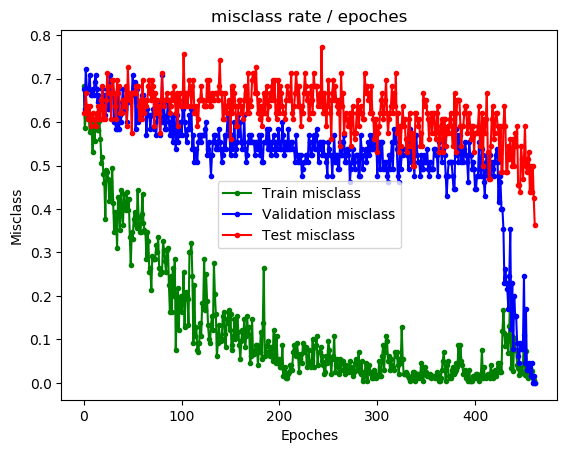 misclass rate / epoches
0.8
0.7
0.6
0.5
0.4
0.3
0.2
0.1
0.0
Misclass
Train misclass
Validation misclass
Test misclass
0
100
200
300
400
Epoches